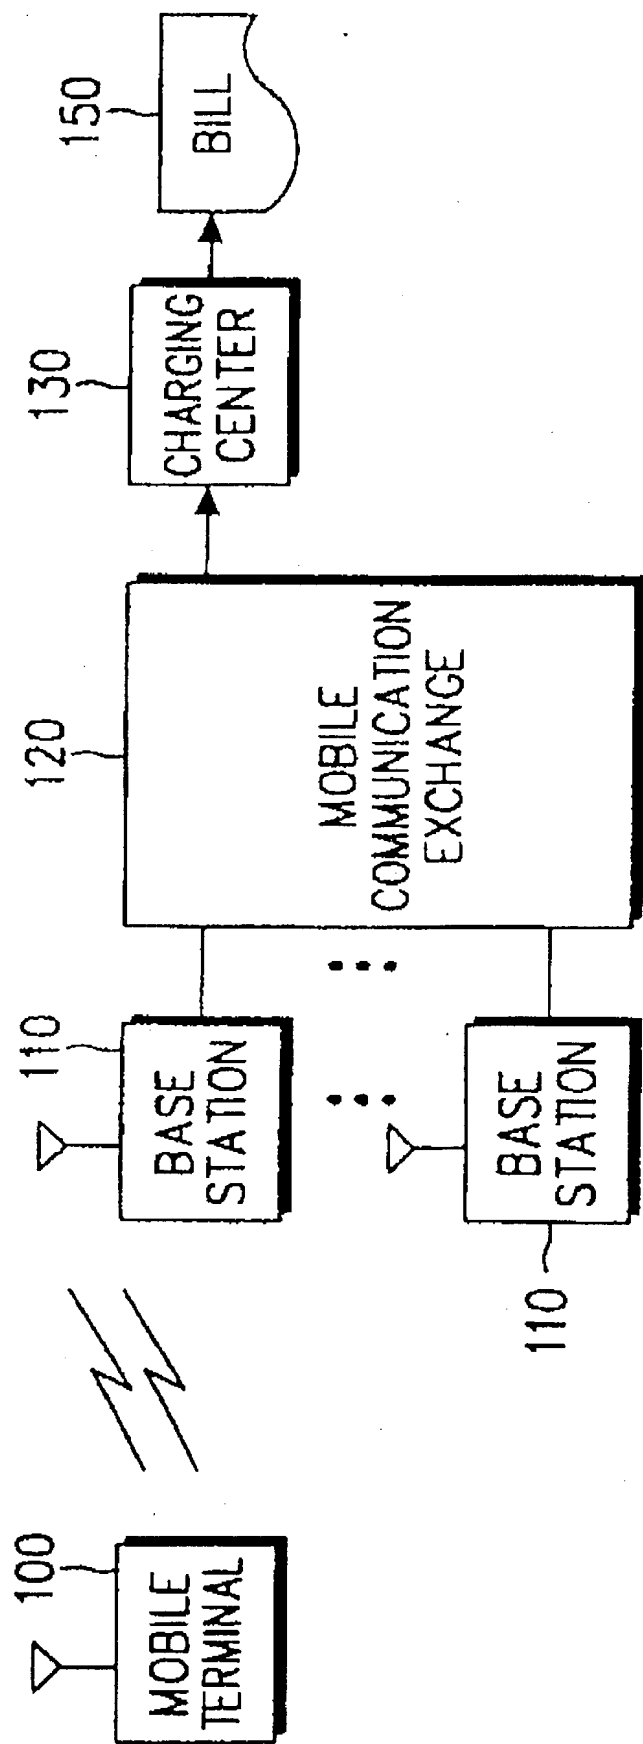 100
MOBILE
TERMINAL
110
BASE
STATION
BASE
STATION
110
120
MOBILE
COMMUNICATION
EXCHANGE
130
CHARGING
CENTER
150
BILL